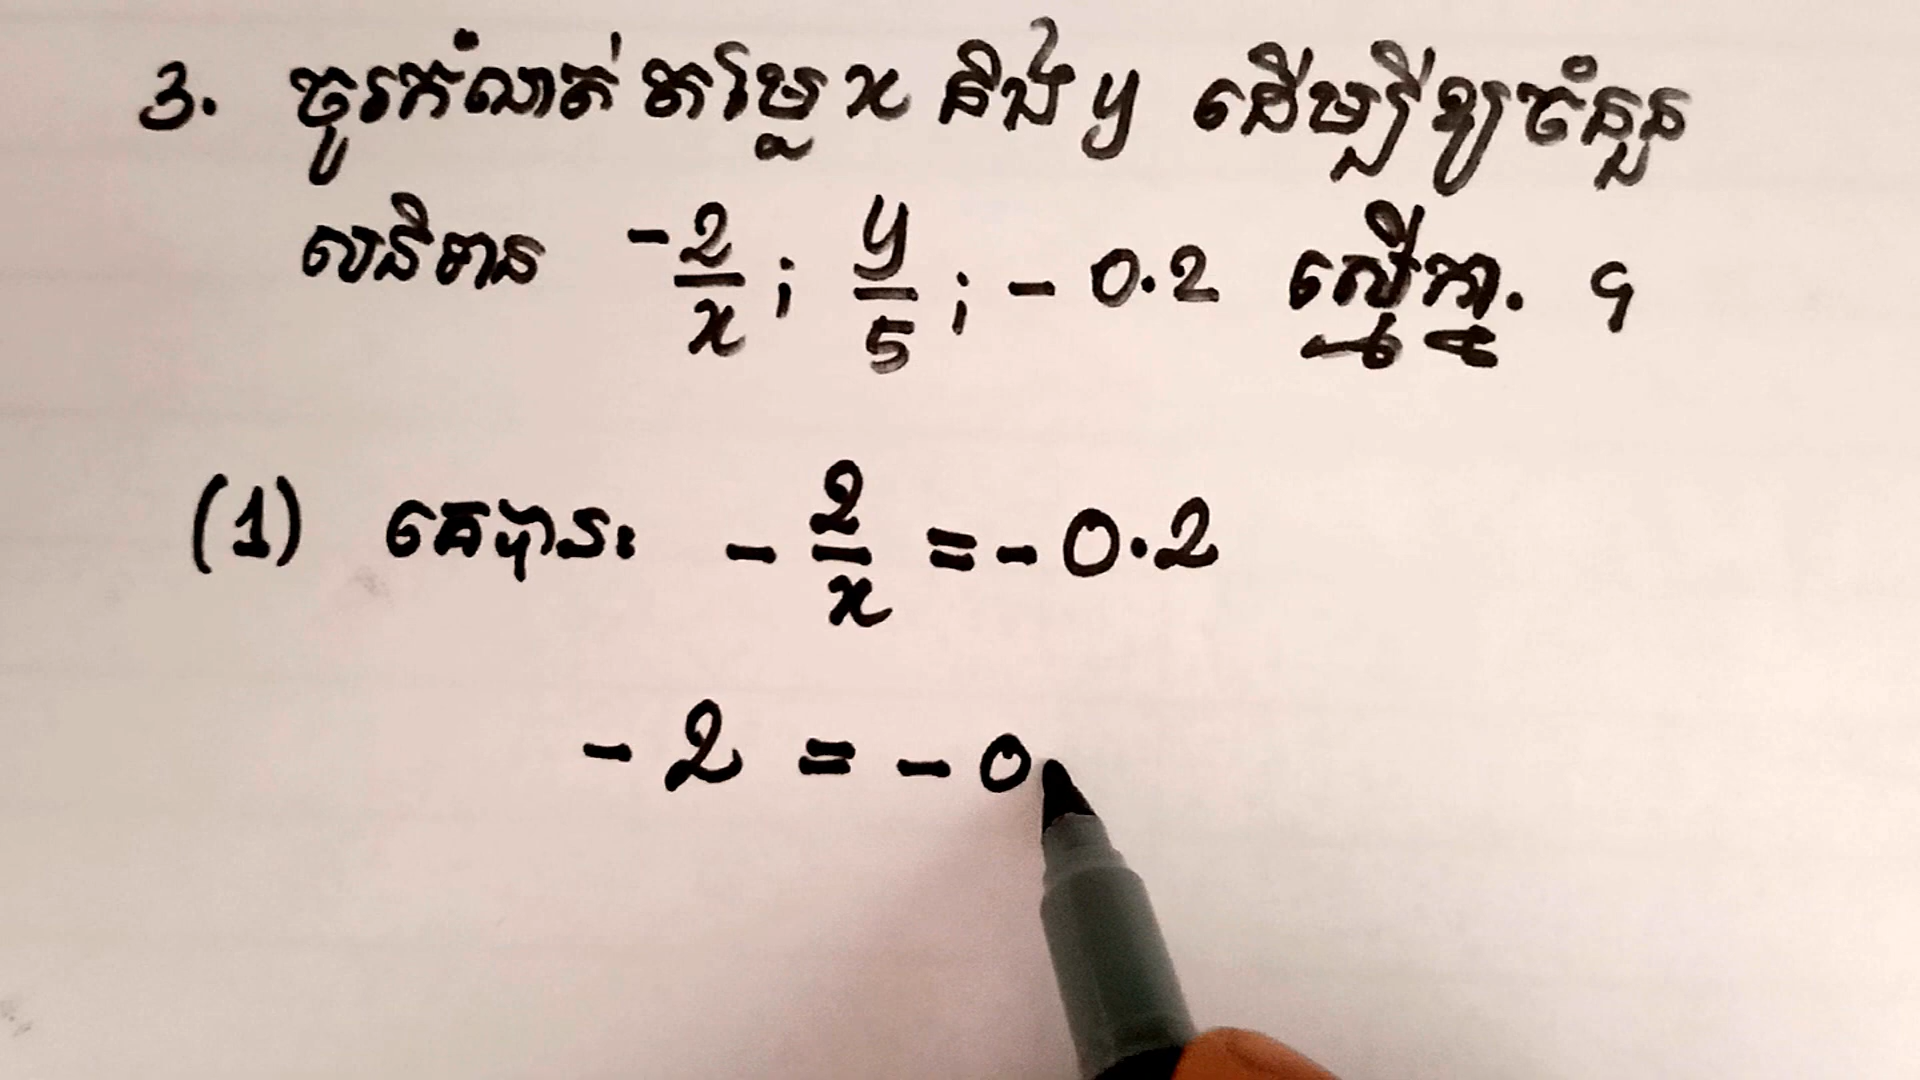 3. ចូរកំណត់តម្លៃ x និង y ដើម្បីឲ្យចំនួន
សនិទាន -2/x ; y/5 ; - 0.2 ស្មើគ្នា. ។
(1) គេបាន: - 2/x = - 0.2
- 2 = - 0